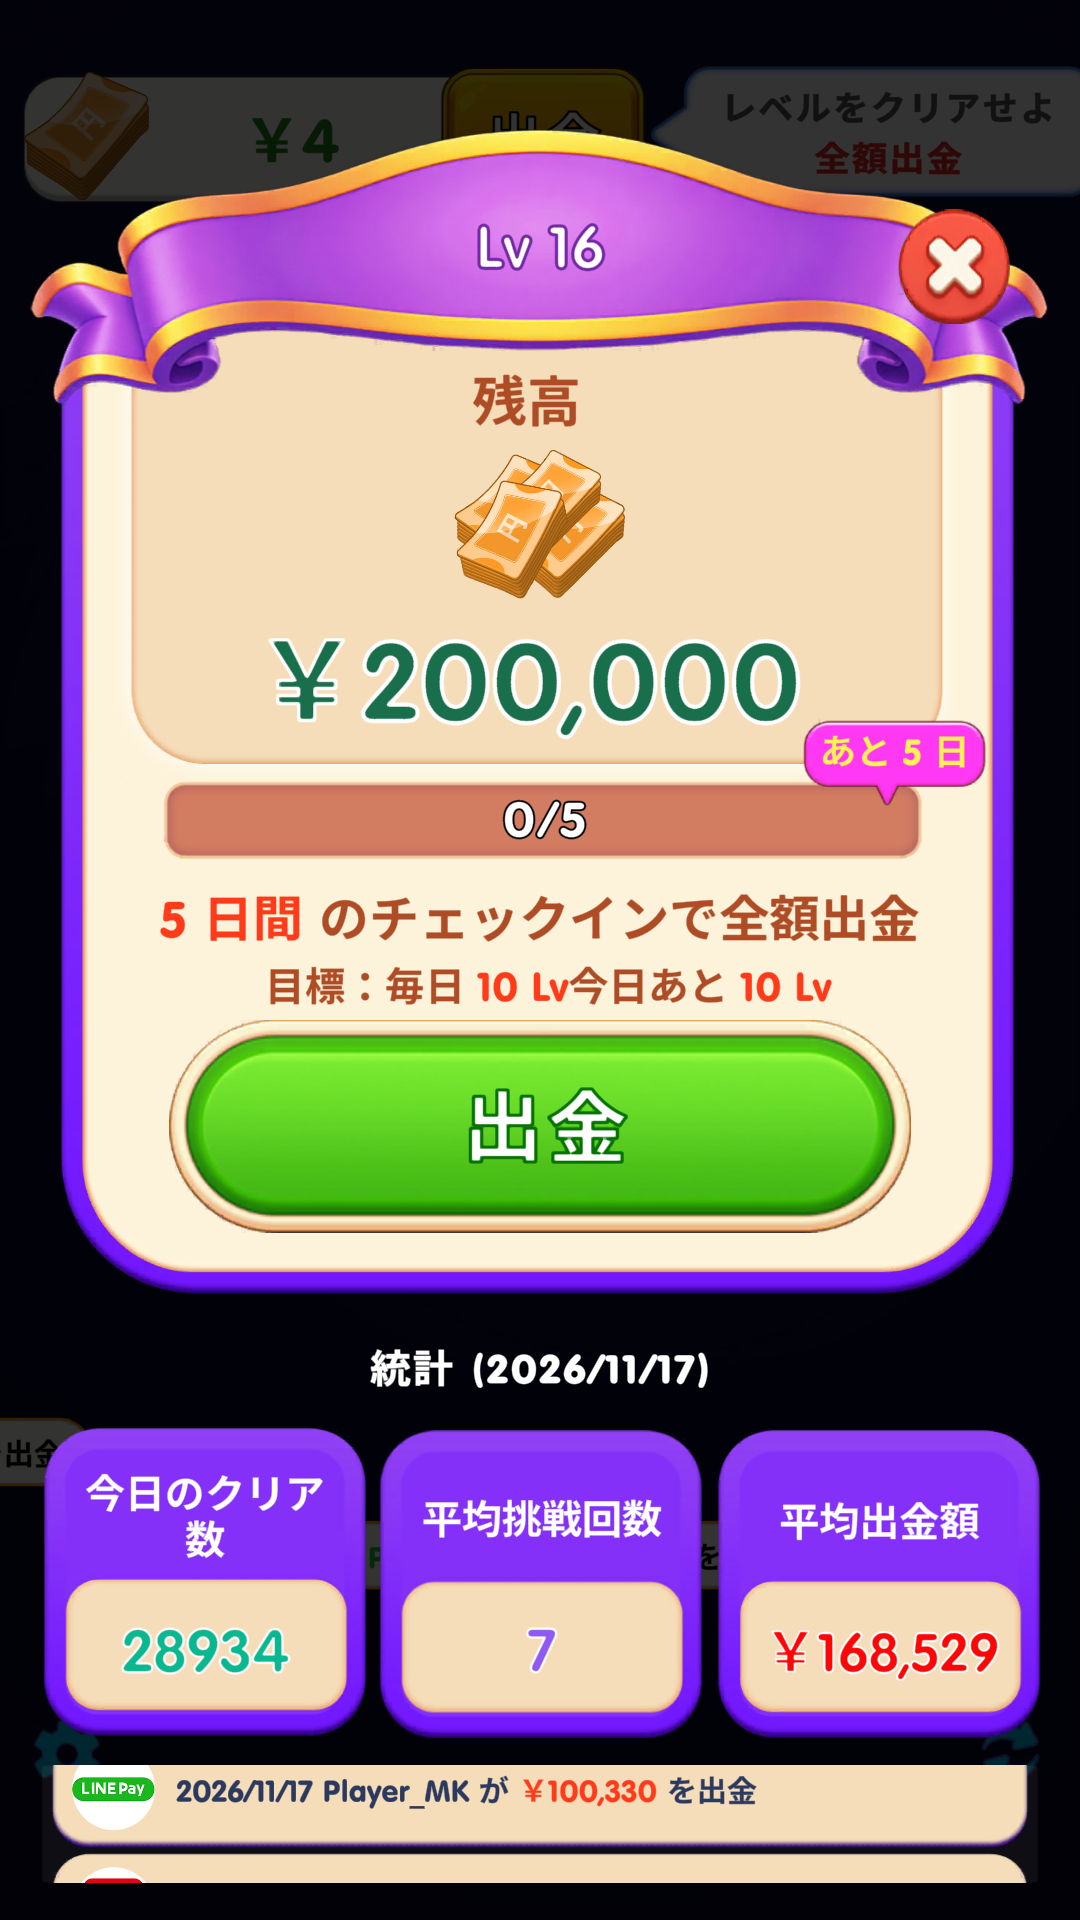 ￥4
出金
レベルをクリアせよ
全額出金
Lv 16
残高
￥200,000
あと 5 日
0/5
5 日間 のチェックインで全額出金
目標：毎日 10 Lv今日あと 10 Lv
出金
統計 (2026/11/17)
出金
今日のクリア
数
平均挑戦回数
平均出金額
を
28934
7
￥168,529
LINE Pay
2026/11/17 Player_MK が ￥100,330 を出金